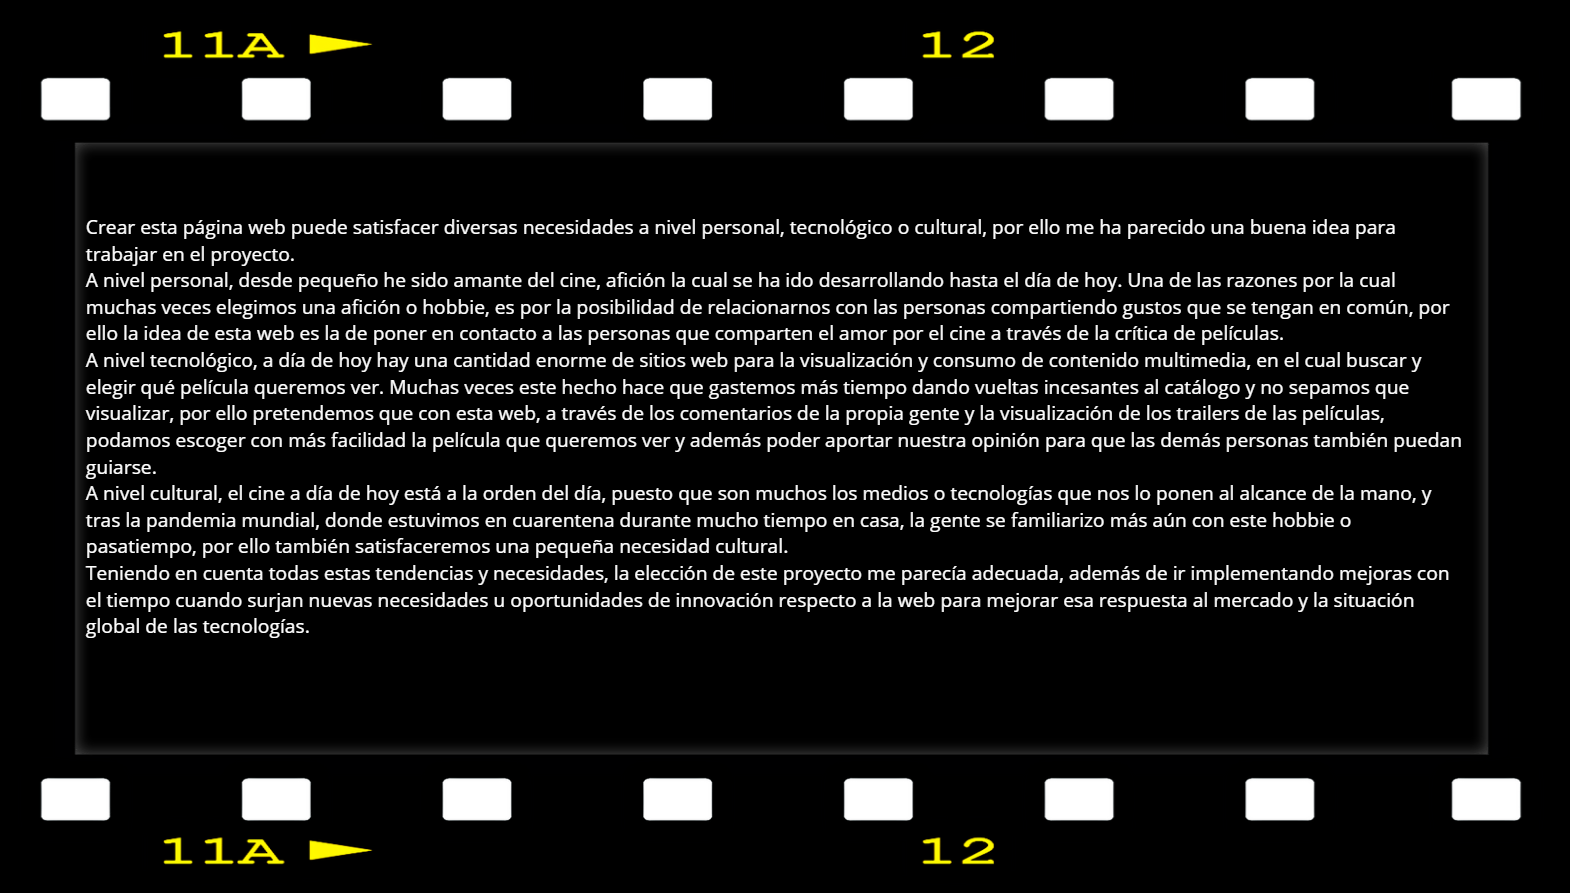 11A 12
Crear esta página web puede satisfacer diversas necesidades a nivel personal, tecnológico o cultural, por ello me ha parecido una buena idea para
trabajar en el proyecto.
A nivel personal, desde pequeño he sido amante del cine, afición la cual se ha ido desarrollando hasta el día de hoy. Una de las razones por la cual
muchas veces elegimos una afición o hobbie, es por la posibilidad de relacionarnos con las personas compartiendo gustos que se tengan en común, por
ello la idea de esta web es la de poner en contacto a las personas que comparten el amor por el cine a través de la crítica de películas.
A nivel tecnológico, a día de hoy hay una cantidad enorme de sitios web para la visualización y consumo de contenido multimedia, en el cual buscar y
elegir qué película queremos ver. Muchas veces este hecho hace que gastemos más tiempo dando vueltas incesantes al catálogo y no sepamos que
visualizar, por ello pretendemos que con esta web, a través de los comentarios de la propia gente y la visualización de los trailers de las películas,
podamos escoger con más facilidad la película que queremos ver y además poder aportar nuestra opinión para que las demás personas también puedan
guiarse.
A nivel cultural, el cine a día de hoy está a la orden del día, puesto que son muchos los medios o tecnologías que nos lo ponen al alcance de la mano, y
tras la pandemia mundial, donde estuvimos en cuarentena durante mucho tiempo en casa, la gente se familiarizo más aún con este hobbie o
pasatiempo, por ello también satisfaceremos una pequeña necesidad cultural.
Teniendo en cuenta todas estas tendencias y necesidades, la elección de este proyecto me parecía adecuada, además de ir implementando mejoras con
el tiempo cuando surjan nuevas necesidades u oportunidades de innovación respecto a la web para mejorar esa respuesta al mercado y la situación
global de las tecnologías.
11A 12